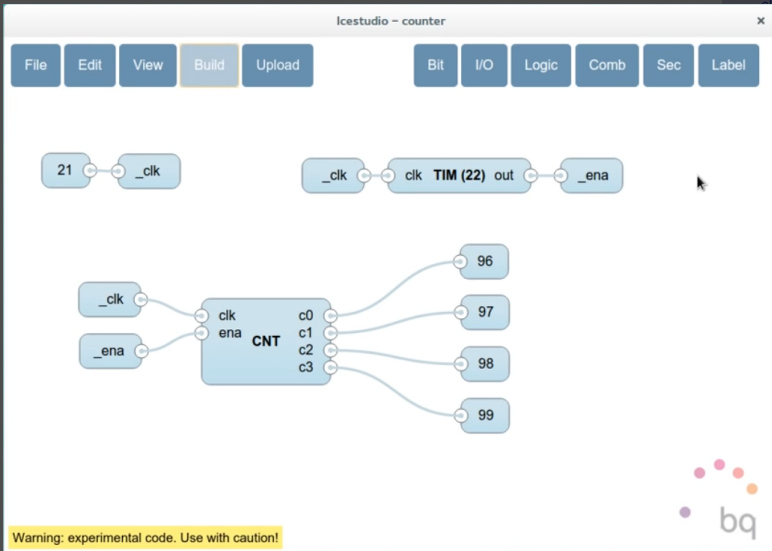 Icestudio – counter ×
File Edit View Build Upload Bit I/O Logic Comb Sec Label
21 _clk _clk clk TIM (22) out _ena
96
_clk clk c0
97
ena c1
CNT
_ena c2
98
c3
99
bq
Warning: experimental code. Use with caution!